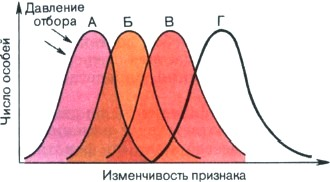 Давление
отбора
А Б В Г
Число особей
Изменчивость признака